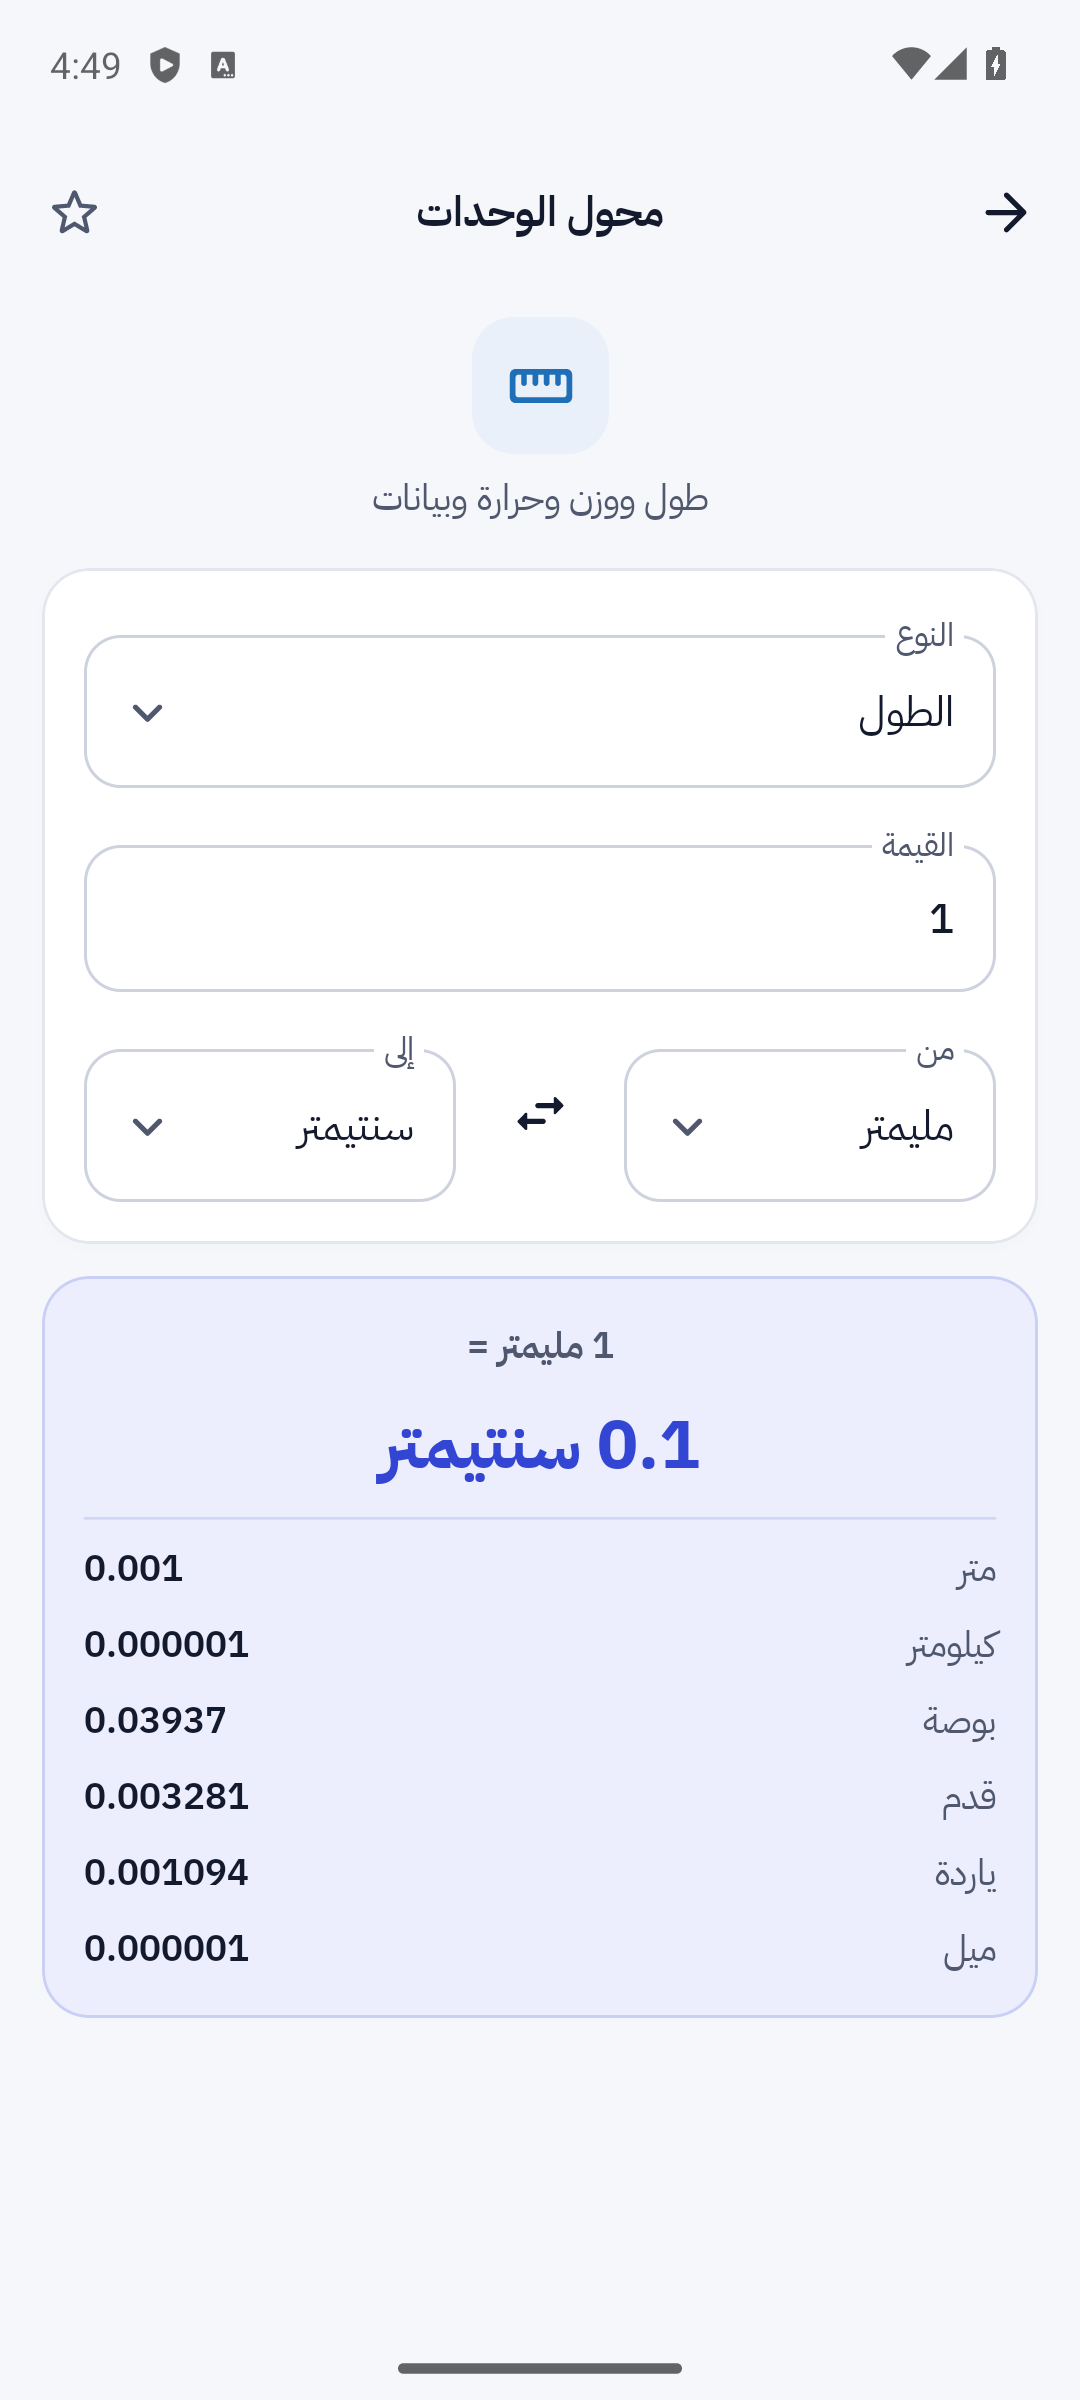 4:49
محول الوحدات
طول ووزن وحرارة وبيانات
النوع
الطول
القيمة
1
من
مليمتر
إلى
سنتيمتر
1 مليمتر =
0.1 سنتيمتر
متر 0.001
كيلومتر 0.000001
بوصة 0.03937
قدم 0.003281
ياردة 0.001094
ميل 0.000001